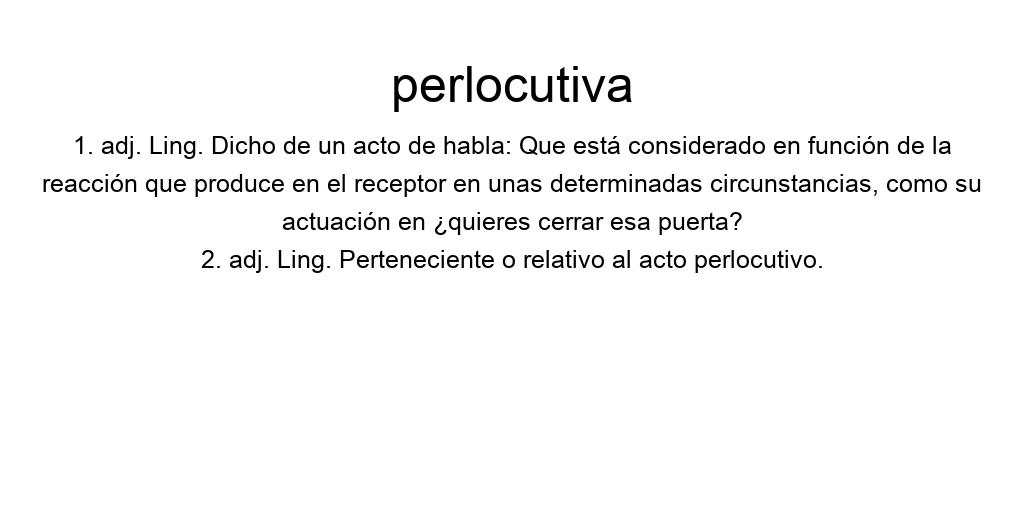 perlocutiva
1. adj. Ling. Dicho de un acto de habla: Que está considerado en función de la
reacción que produce en el receptor en unas determinadas circunstancias, como su
actuación en ¿quieres cerrar esa puerta?
2. adj. Ling. Perteneciente o relativo al acto perlocutivo.